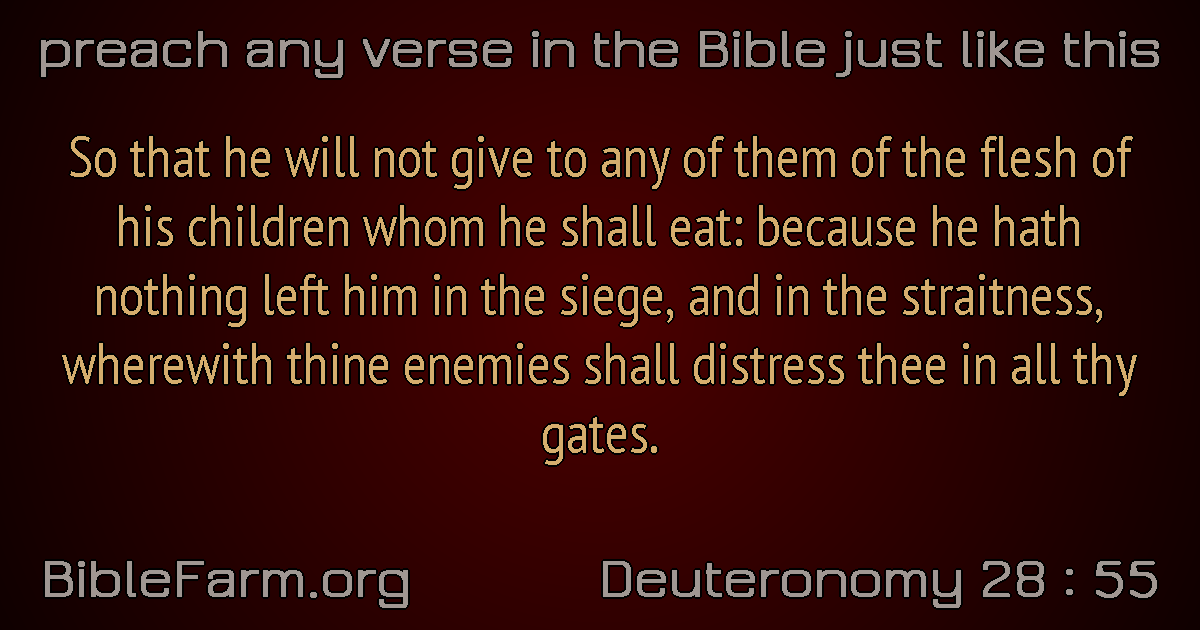 preach any verse in the Bible just like this
So that he will not give to any of them of the flesh of
his children whom he shall eat: because he hath
nothing left him in the siege, and in the straitness,
wherewith thine enemies shall distress thee in all thy
gates.
BibleFarm.org
Deuteronomy 28 : 55